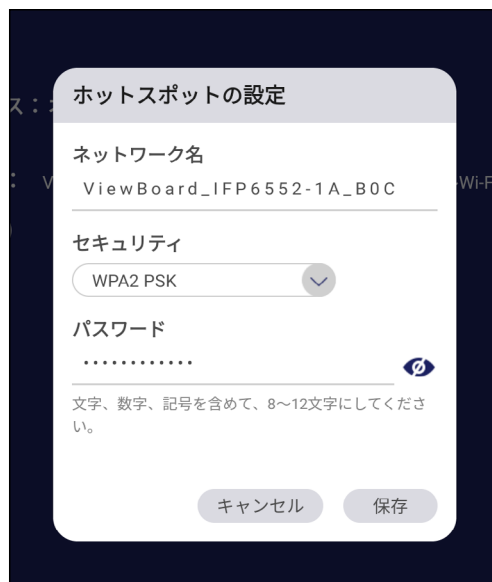 ホットスポットの設定
ス：
ネットワーク名
: V
ViewBoard_IFP6552-1A_B0C
Wi-F
セキュリティ
WPA2 PSK
パスワード
••••••••••••
文字、数字、記号を含めて、8～12文字にしてくださ
い。
キャンセル 保存